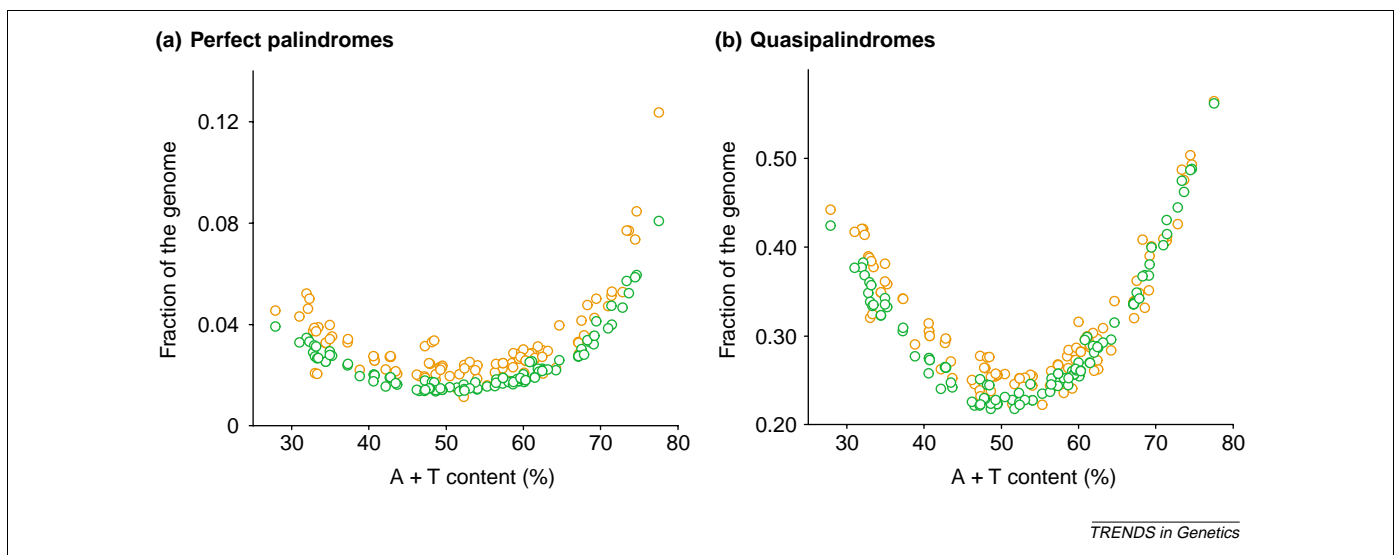 (a) Perfect palindromes
Fraction of the genome
0.12
0.08
0.04
0
30 40 50 60 70 80
A + T content (%)
(b) Quasipalindromes
Fraction of the genome
0.50
0.40
0.30
0.20
30 40 50 60 70 80
A + T content (%)
TRENDS in Genetics